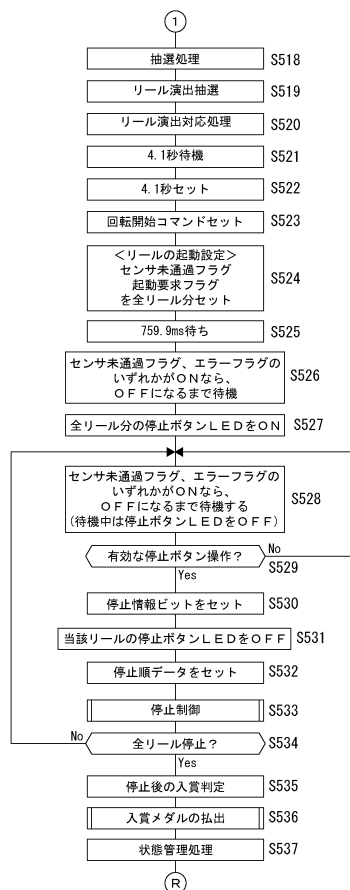 1
抽選処理 S518
リール演出抽選 S519
リール演出対応処理 S520
4.1秒待機 S521
4.1秒セット S522
回転開始コマンドセット S523
＜リールの起動設定＞
センサ未通過フラグ
起動要求フラグ
を全リール分セット
S524
759.9ms待ち S525
センサ未通過フラグ、エラーフラグの
いずれかがＯＮなら、
ＯＦＦになるまで待機
S526
全リール分の停止ボタンＬＥＤをＯＮ S527
センサ未通過フラグ、エラーフラグの
いずれかがＯＮなら、
ＯＦＦになるまで待機する
(待機中は停止ボタンＬＥＤをＯＦＦ)
S528
有効な停止ボタン操作？ No
S529
Yes
停止情報ビットをセット S530
当該リールの停止ボタンＬＥＤをＯＦＦ S531
停止順データをセット S532
停止制御 S533
No 全リール停止？ S534
Yes
停止後の入賞判定 S535
入賞メダルの払出 S536
状態管理処理 S537
R